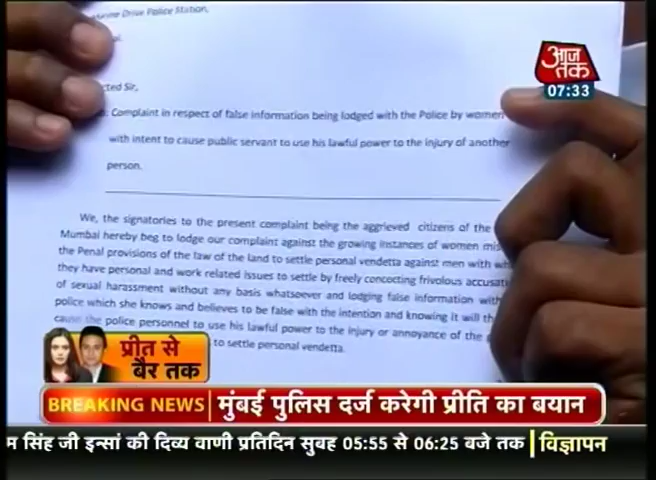 Marine Drive Police Station,
Sir,
Complaint in respect of false information being lodged with the Police by women
with intent to cause public servant to use his lawful power to the injury of another
person.
We, the signatories to the present complaint being the aggrieved citizens of the
Mumbai hereby beg to lodge our complaint against the growing instances of women
the Penal provisions of the law of the land to settle personal vendetta against men with
they have personal and work related issues to settle by freely concocting frivolous
of sexual harassment without any basis whatsoever and lodging false information with
police which she knows and believes to be false with the intention and knowing it will
cause the police personnel to use his lawful power to the injury or annoyance of the
to settle personal vendetta.
आज तक
07:33
प्रीत से
बैर तक
BREAKING NEWS मुंबई पुलिस दर्ज करेगी प्रीति का बयान
म सिंह जी इन्सां की दिव्य वाणी प्रतिदिन सुबह 05:55 से 06:25 बजे तक विज्ञापन